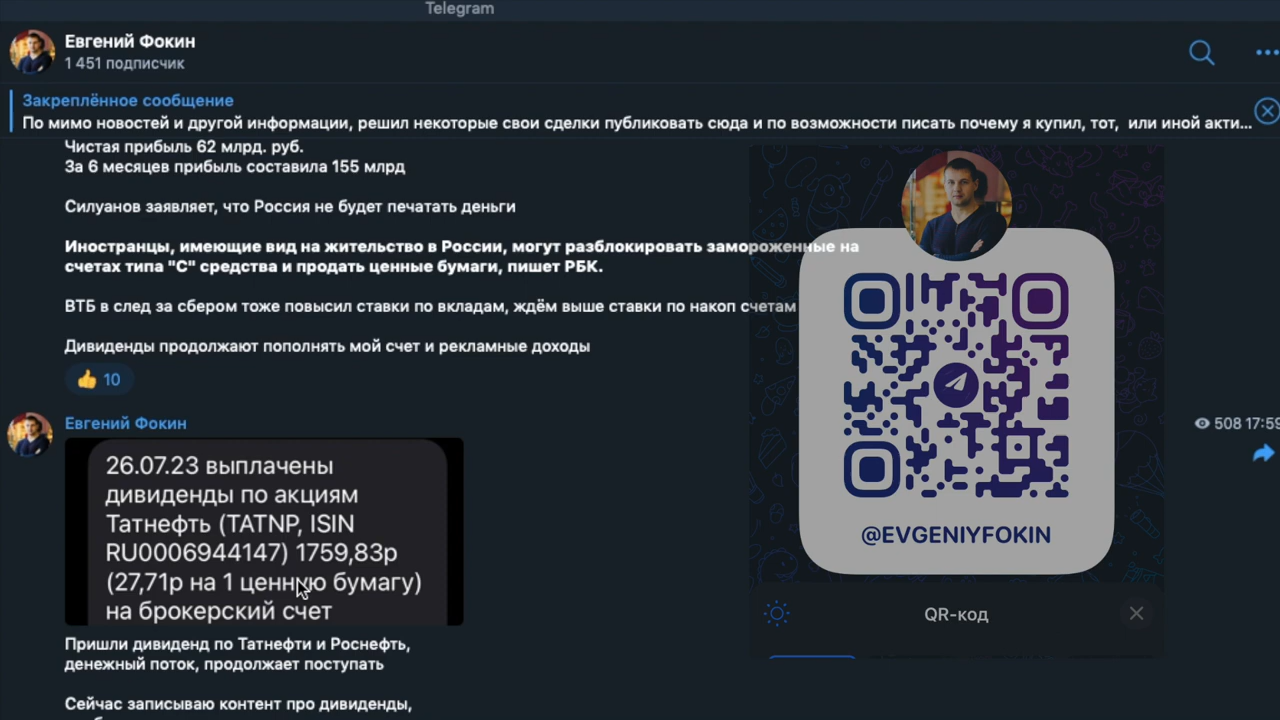 Telegram
Евгений Фокин
1 451 подписчик
Закреплённое сообщение
По мимо новостей и другой информации, решил некоторые свои сделки публиковать сюда и по возможности писать почему я купил, тот, или иной акти...
Чистая прибыль 62 млрд. руб.
За 6 месяцев прибыль составила 155 млрд
Силуанов заявляет, что Россия не будет печатать деньги
Иностранцы, имеющие вид на жительство в России, могут разблокировать замороженные на
счетах типа "С" средства и продать ценные бумаги, пишет РБК.
ВТБ в след за сбером тоже повысил ставки по вкладам, ждём выше ставки по накоп счетам
Дивиденды продолжают пополнять мой счет и рекламные доходы
👍 10
Евгений Фокин
508 17:59
26.07.23 выплачены
дивиденды по акциям
Татнефть (TATNP, ISIN
RU0006944147) 1759,83р
(27,71р на 1 ценную бумагу)
на брокерский счет
Пришли дивиденд по Татнефти и Роснефть,
денежный поток, продолжает поступать
Сейчас записываю контент про дивиденды,
@EVGENIYFOKIN
QR-код